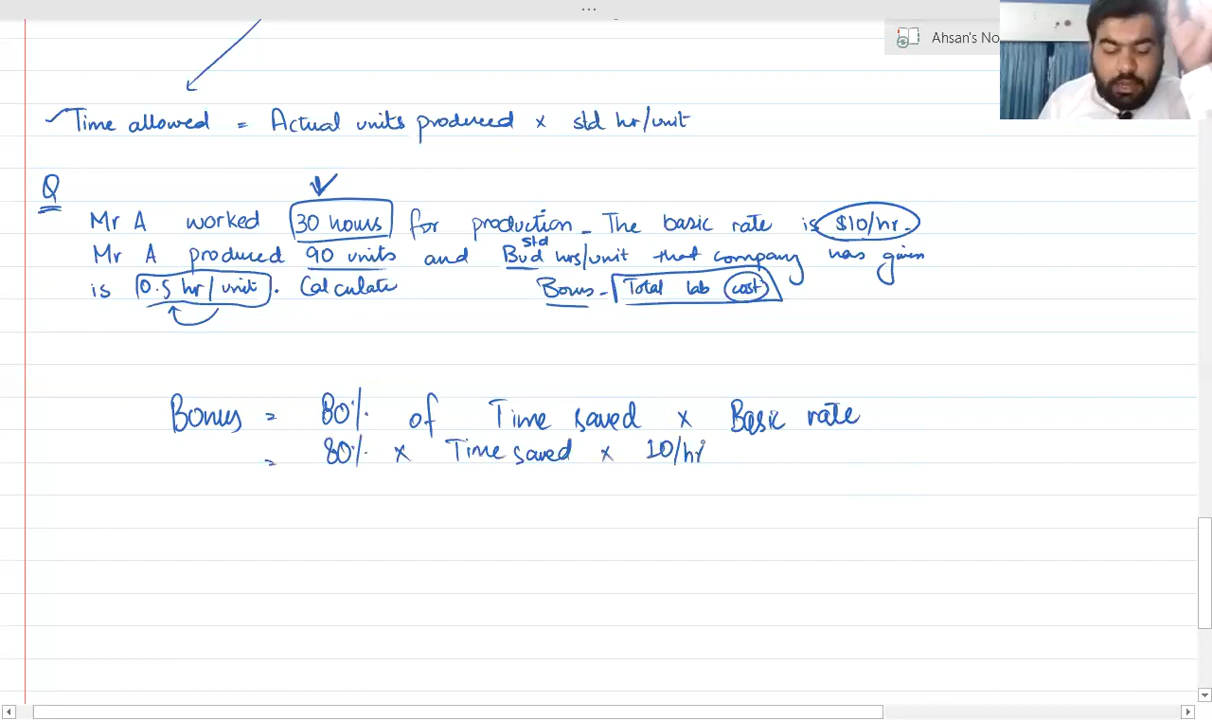 Ahsan's No
Time allowed = Actual units produced × std hr/unit
Q
Mr A worked 30 hours for production. The basic rate is $10/hr.
std
Mr A produced 90 units and Bud hrs/unit that company has given
is 0.5 hr/unit. Calculate Bonus - Total lab cost
Bonus = 80% of Time saved × Basic rate
= 80% × Time saved × 10/hr